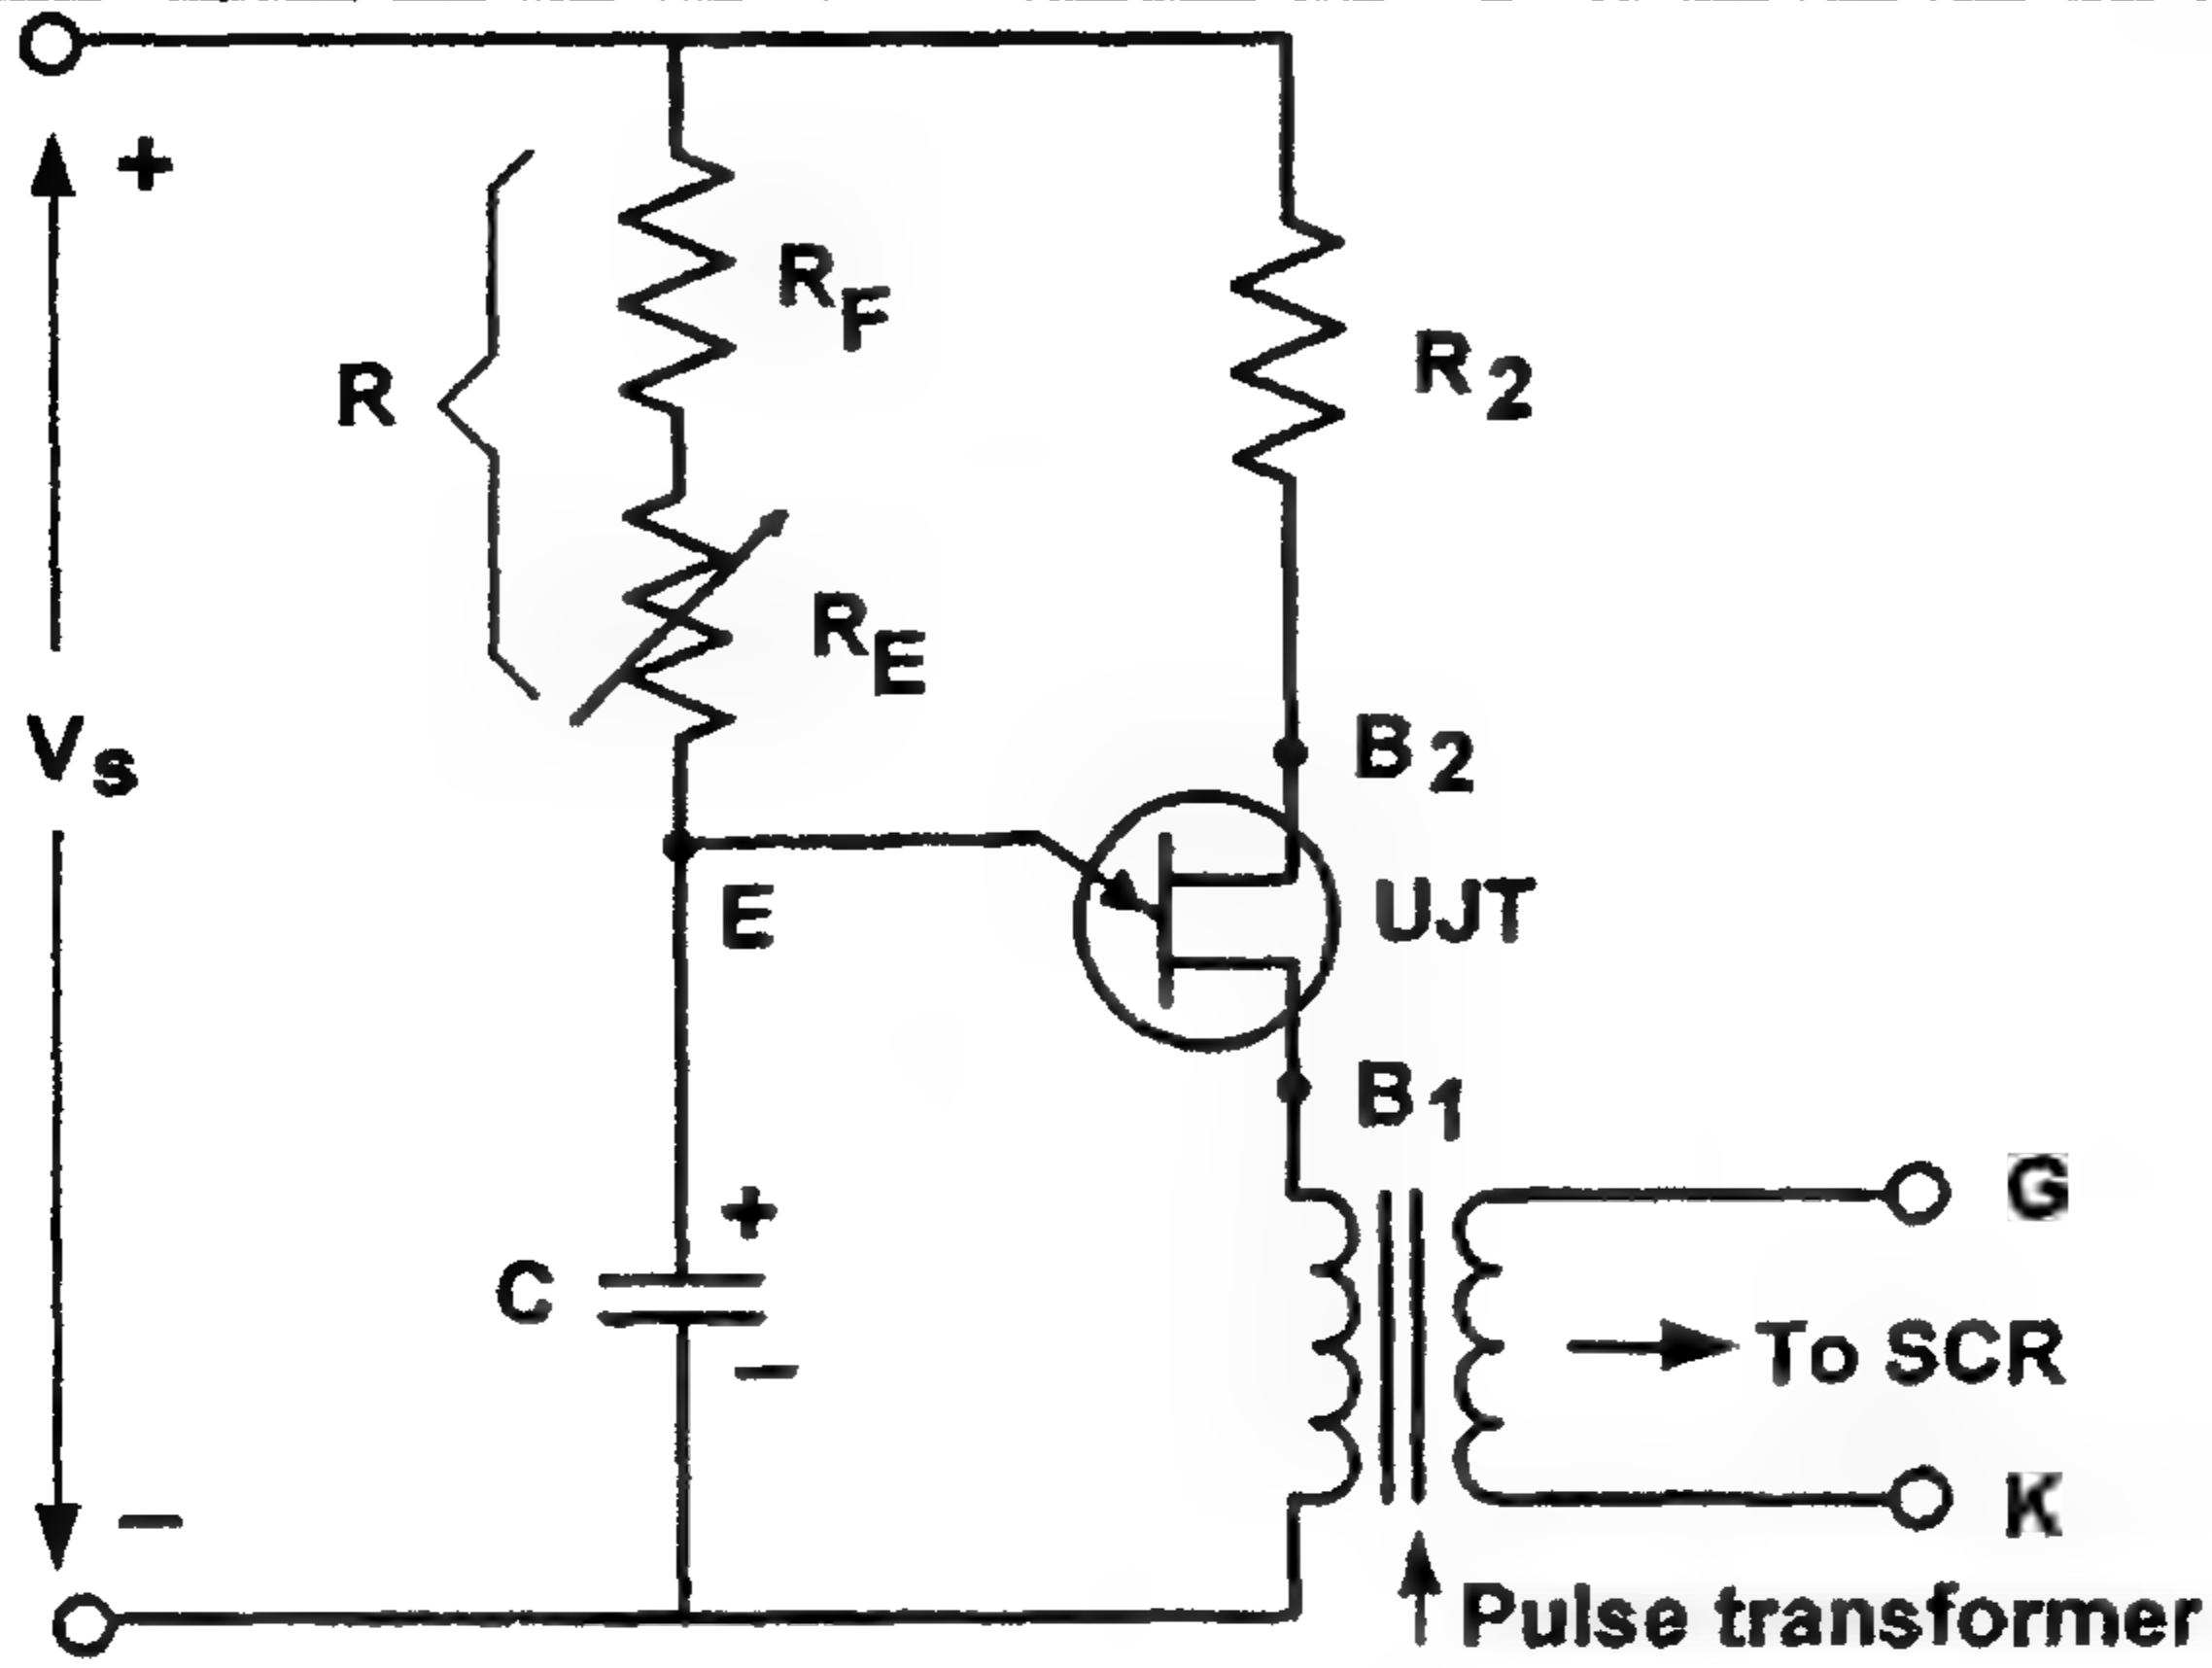 +
R
RF
R2
RE
VS
B2
E
UJT
B1
+
G
C
To SCR
−
K
−
Pulse transformer